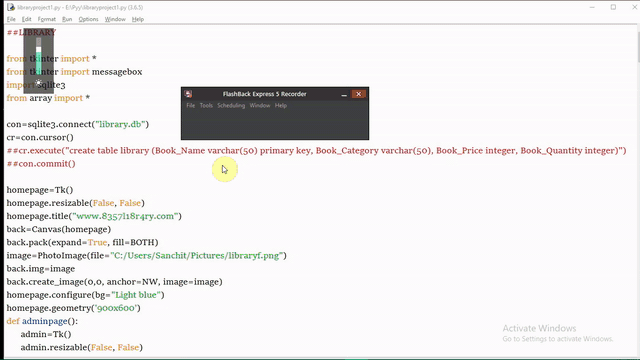 libraryproject1.py - E:\Pyy\libraryproject1.py (3.6.3)
File Edit Format Run Options Window Help
##LIBRARY
from tkinter import *
from tkinter import messagebox
import sqlite3
from array import *
FlashBack Express 5 Recorder
File Tools Scheduling Window Help
con=sqlite3.connect("library.db")
cr=con.cursor()
##cr.execute("create table library (Book_Name varchar(50) primary key, Book_Category varchar(50), Book_Price integer, Book_Quantity integer)")
##con.commit()
homepage=Tk()
homepage.resizable(False, False)
homepage.title("www.8357l18r4ry.com")
back=Canvas(homepage)
back.pack(expand=True, fill=BOTH)
image=PhotoImage(file="C:/Users/Sanchit/Pictures/libraryf.png")
back.img=image
back.create_image(0,0, anchor=NW, image=image)
homepage.configure(bg="Light blue")
homepage.geometry('900x600')
def adminpage():
admin=Tk()
admin.resizable(False, False)
Activate Windows
Go to Settings to activate Windows.